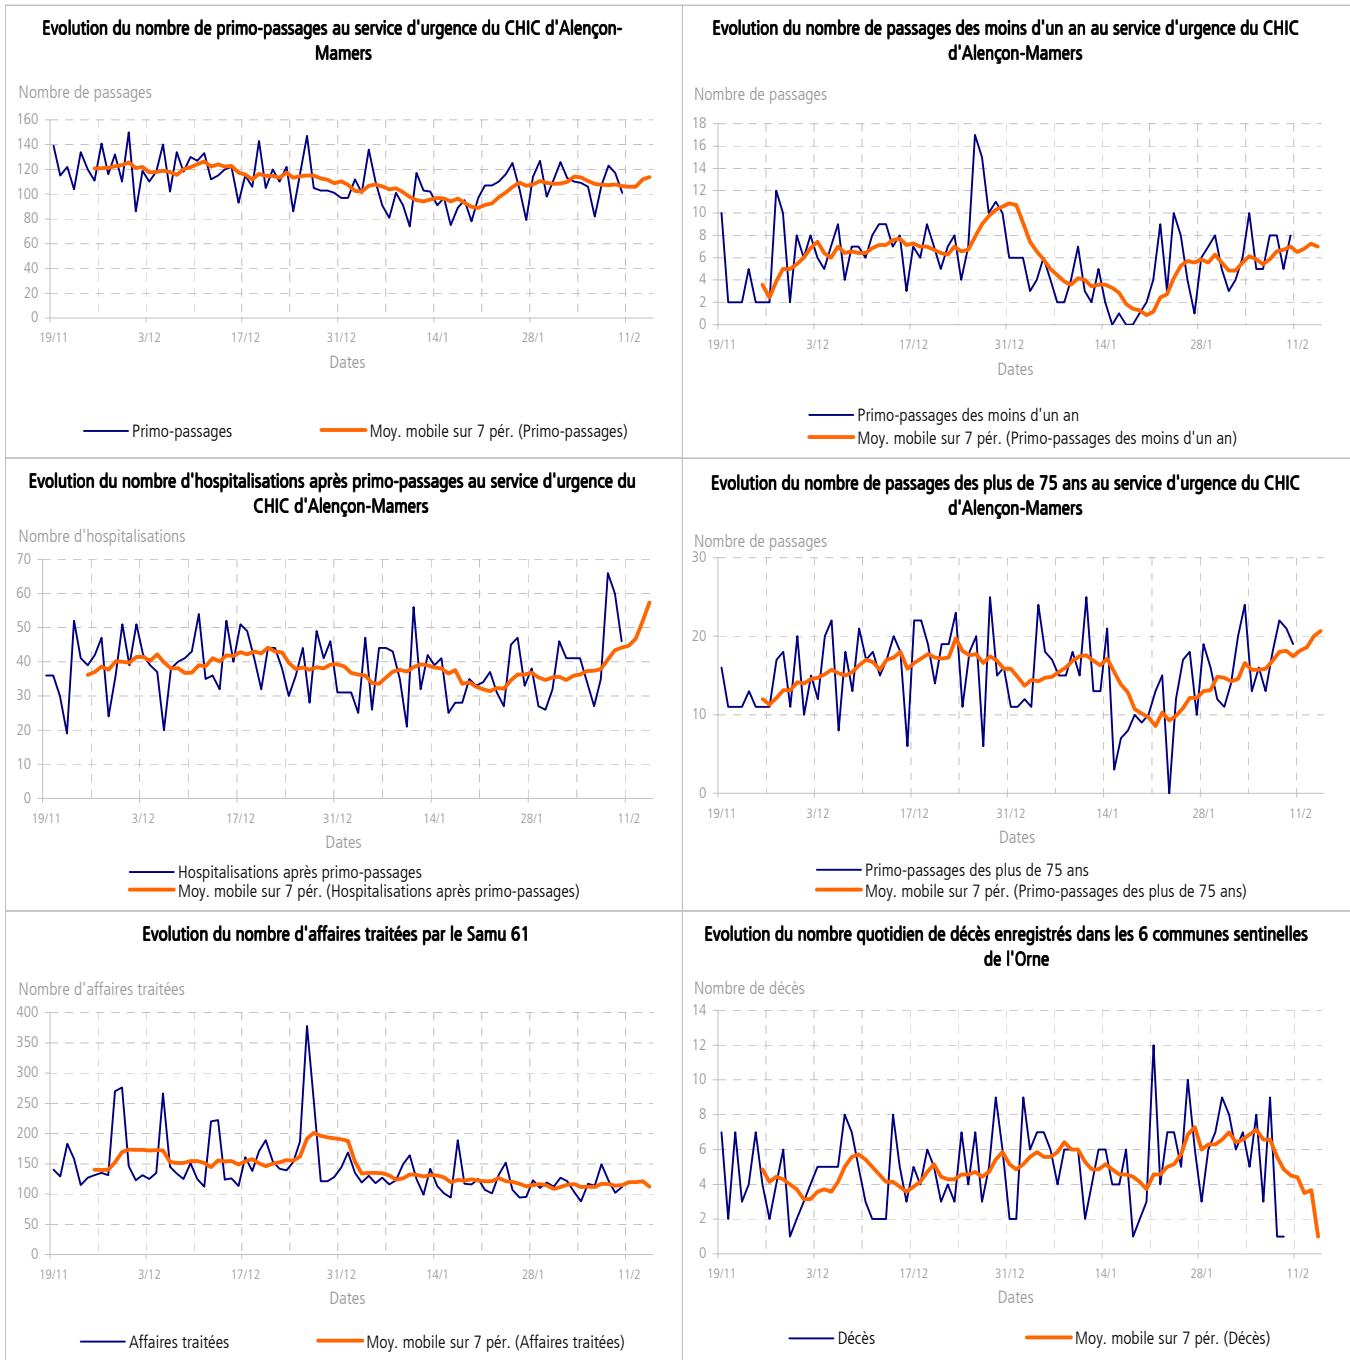 Evolution du nombre de primo-passages au service d'urgence du CHIC d'Alençon-
Mamers
Nombre de passages
160
140
120
100
80
60
40
20
0
19/11 3/12 17/12 31/12 14/1 28/1 11/2
Dates
Primo-passages Moy. mobile sur 7 pér. (Primo-passages)
Evolution du nombre de passages des moins d'un an au service d'urgence du CHIC
d'Alençon-Mamers
Nombre de passages
18
16
14
12
10
8
6
4
2
0
19/11 3/12 17/12 31/12 14/1 28/1 11/2
Dates
Primo-passages des moins d'un an
Moy. mobile sur 7 pér. (Primo-passages des moins d'un an)
Evolution du nombre d'hospitalisations après primo-passages au service d'urgence du
CHIC d'Alençon-Mamers
Nombre d'hospitalisations
70
60
50
40
30
20
10
0
19/11 3/12 17/12 31/12 14/1 28/1 11/2
Dates
Hospitalisations après primo-passages
Moy. mobile sur 7 pér. (Hospitalisations après primo-passages)
Evolution du nombre de passages des plus de 75 ans au service d'urgence du CHIC
d'Alençon-Mamers
Nombre de passages
30
20
10
0
19/11 3/12 17/12 31/12 14/1 28/1 11/2
Dates
Primo-passages des plus de 75 ans
Moy. mobile sur 7 pér. (Primo-passages des plus de 75 ans)
Evolution du nombre d'affaires traitées par le Samu 61
Nombre d'affaires traitées
400
350
300
250
200
150
100
50
0
19/11 3/12 17/12 31/12 14/1 28/1 11/2
Dates
Affaires traitées Moy. mobile sur 7 pér. (Affaires traitées)
Evolution du nombre quotidien de décès enregistrés dans les 6 communes sentinelles
de l'Orne
Nombre de décès
14
12
10
8
6
4
2
0
19/11 3/12 17/12 31/12 14/1 28/1 11/2
Dates
Décès Moy. mobile sur 7 pér. (Décès)